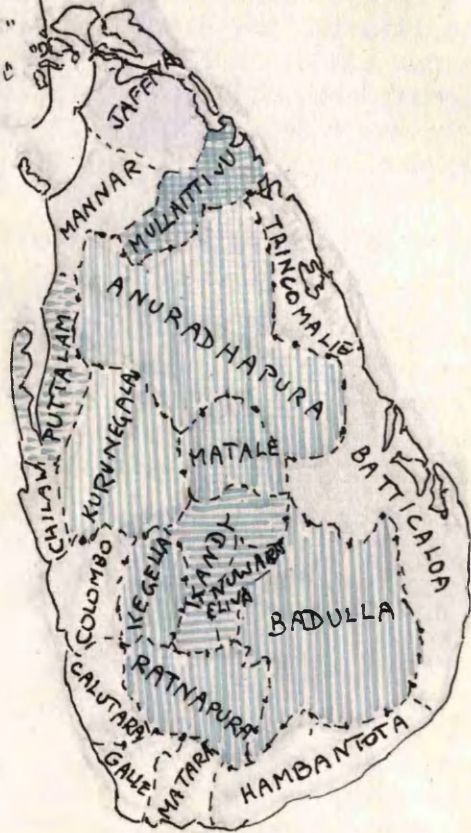 JAFFNA
MANNAR
MULLAITTIVU
TRINCOMALIE
ANURADHAPURA
PUTTALAM
KURUNEGALA
MATALE
BATTICALOA
CHILAW
KANDY
NUWARA
ELIYA
COLOMBO
KEGELLA
BADULLA
RATNAPURA
CALUTARA
GALLE
MATARA
HAMBANTOTA